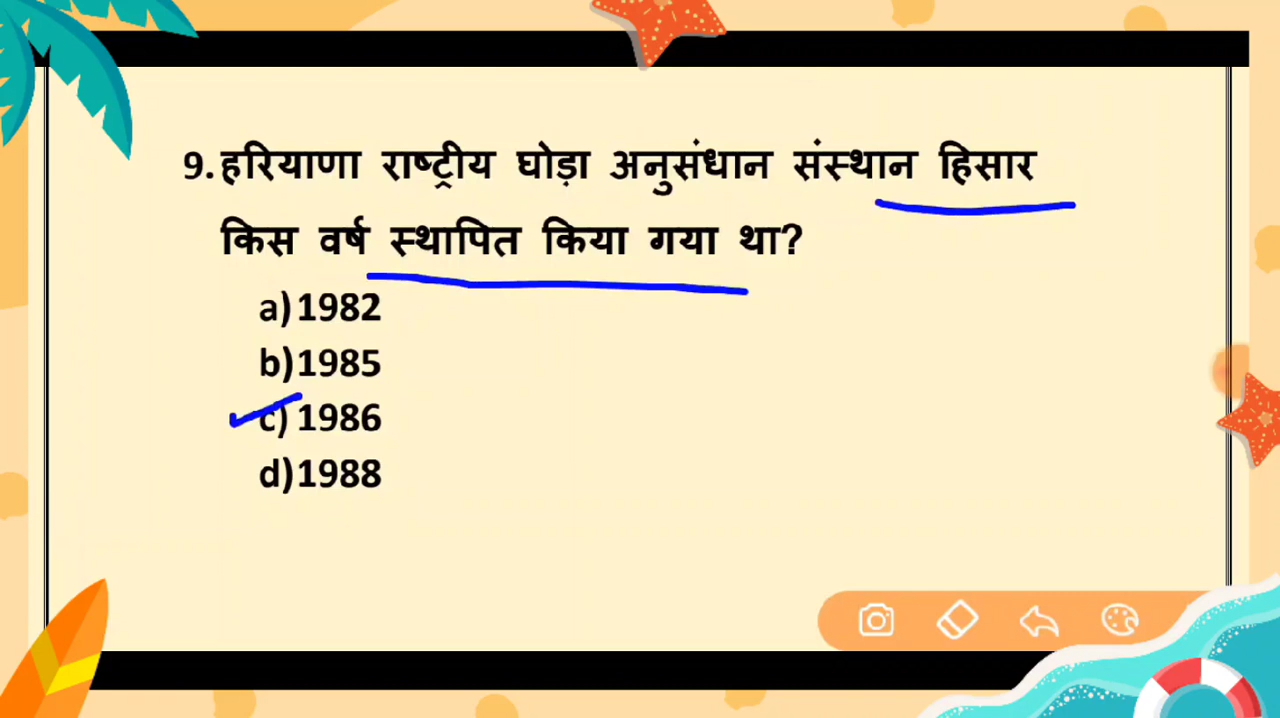 9. हरियाणा राष्ट्रीय घोड़ा अनुसंधान संस्थान हिसार
किस वर्ष स्थापित किया गया था?
a) 1982
b) 1985
c) 1986
d) 1988